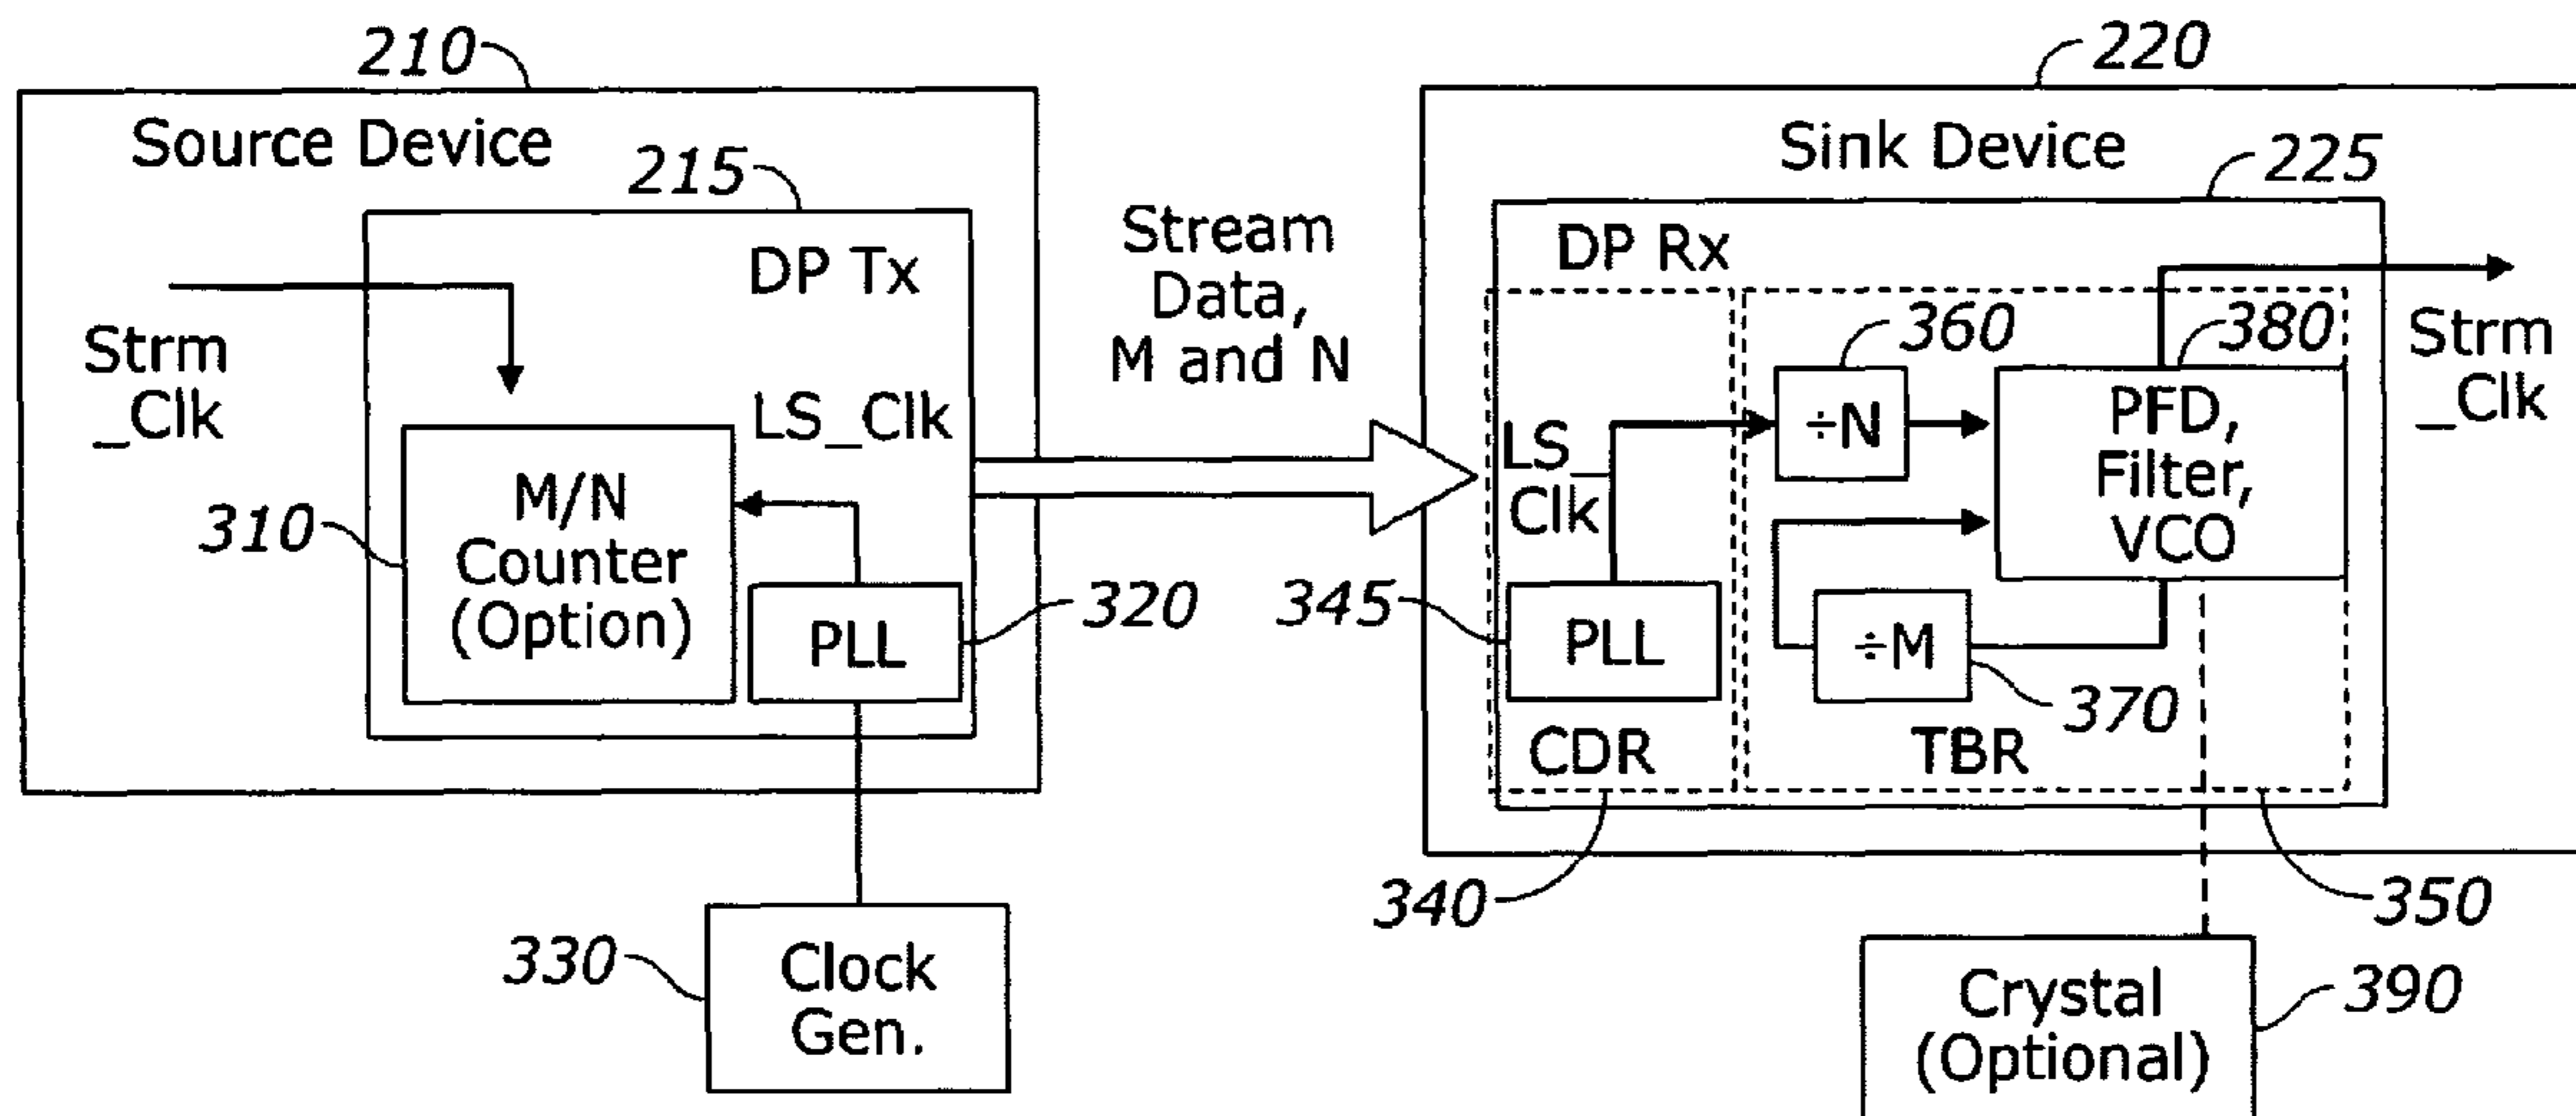 210
Source Device
215
DP Tx
Strm
_Clk
LS_Clk
M/N
Counter
(Option)
310
PLL
320
330
Clock
Gen.
Stream
Data,
M and N
220
Sink Device
225
DP Rx
360
380
Strm
_Clk
LS_
Clk
÷N
PFD,
Filter,
VCO
345
PLL
÷M
370
CDR
TBR
340
350
Crystal
(Optional)
390